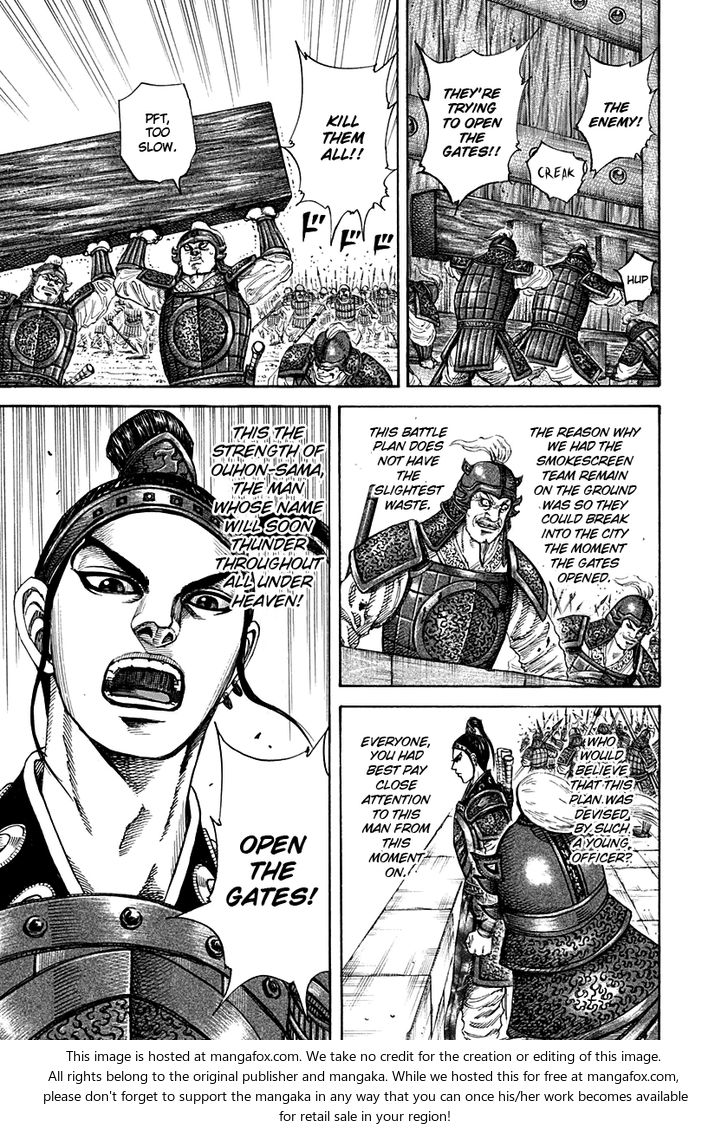 THE
ENEMY!
THEY'RE
TRYING
TO OPEN
THE
GATES!!
CREAK
HUP
KILL
THEM
ALL!!
PFT,
TOO
SLOW.
ドドド
THE REASON WHY
WE HAD THE
SMOKESCREEN
TEAM REMAIN
ON THE GROUND
WAS SO THEY
COULD BREAK
INTO THE CITY
THE MOMENT
THE GATES
OPENED.
THIS BATTLE
PLAN DOES
NOT HAVE
THE
SLIGHTEST
WASTE.
WHO
WOULD
BELIEVE
THAT THIS
PLAN WAS
DEVISED
BY SUCH
A YOUNG
OFFICER?
EVERYONE,
YOU HAD
BEST PAY
CLOSE
ATTENTION
TO THIS
MAN FROM
THIS
MOMENT
ON.
THIS THE
STRENGTH OF
OUHON-SAMA,
THE MAN
WHOSE NAME
WILL SOON
THUNDER
THROUGHOUT
ALL UNDER
HEAVEN!
OPEN
THE
GATES!
This image is hosted at mangafox.com. We take no credit for the creation or editing of this image.
All rights belong to the original publisher and mangaka. While we hosted this for free at mangafox.com,
please don't forget to support the mangaka in any way that you can once his/her work becomes available
for retail sale in your region!